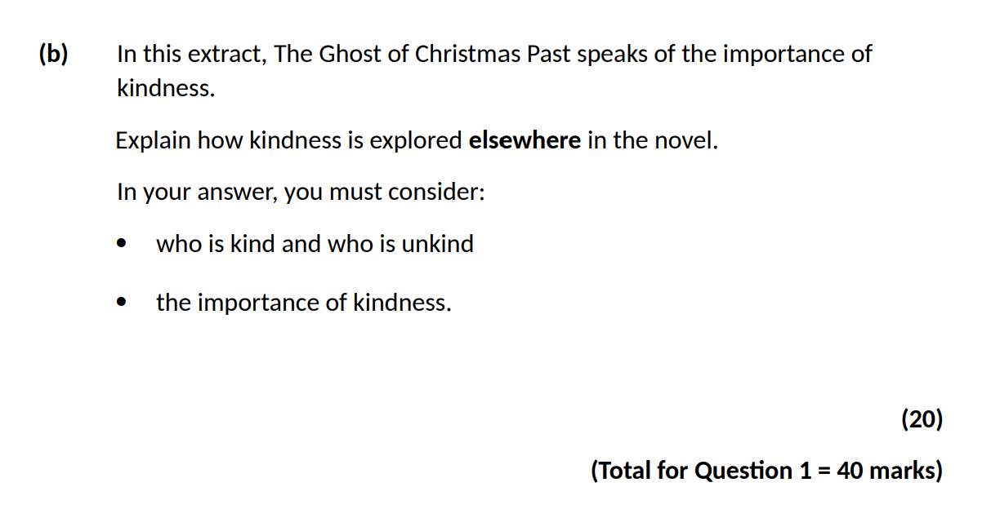 (b) In this extract, The Ghost of Christmas Past speaks of the importance of
kindness.
Explain how kindness is explored elsewhere in the novel.
In your answer, you must consider:
• who is kind and who is unkind
• the importance of kindness.
(20)
(Total for Question 1 = 40 marks)